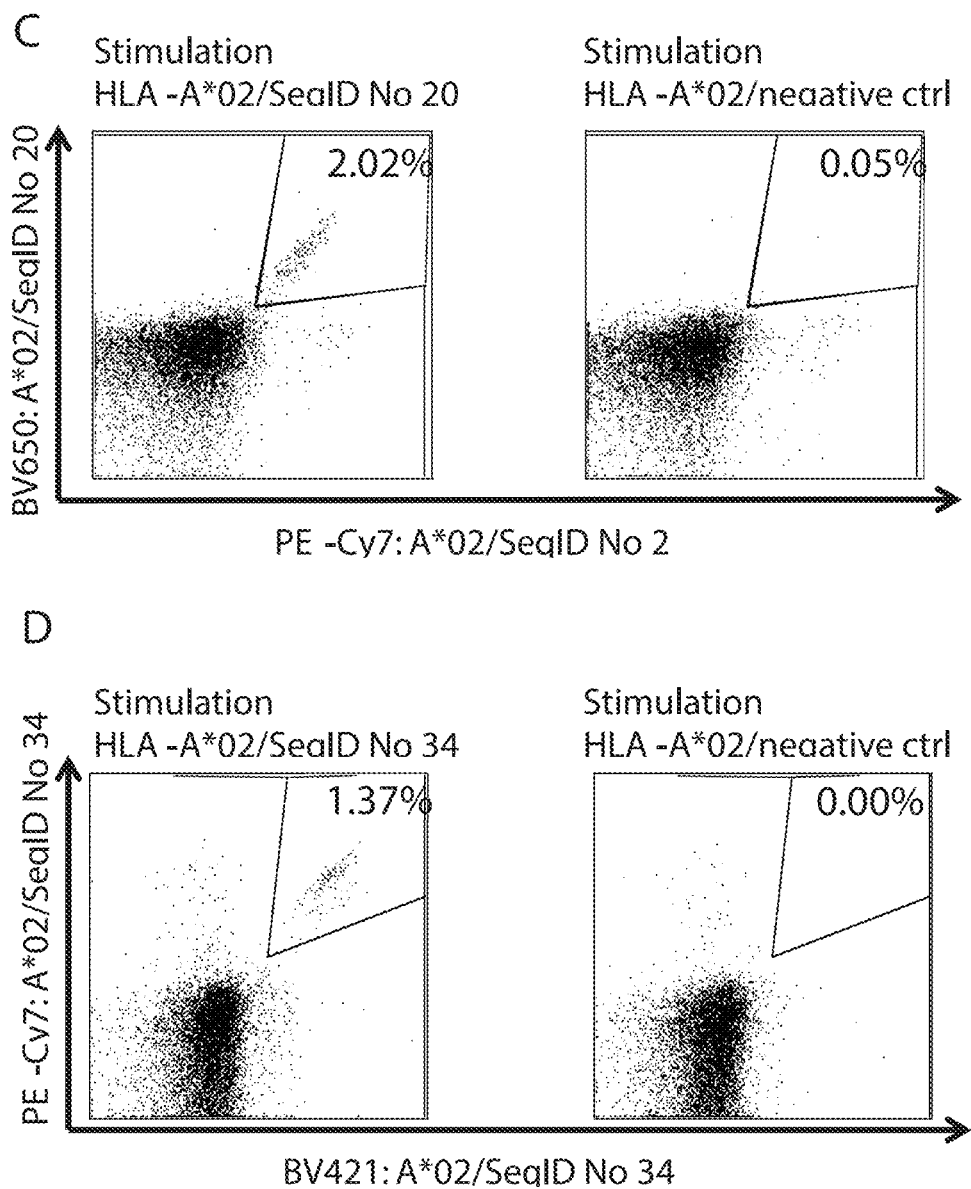 C
Stimulation
HLA -A*02/SeqID No 20
Stimulation
HLA -A*02/negative ctrl
2.02%
0.05%
BV650: A*02/SeqID No 20
PE -Cy7: A*02/SeqID No 2
D
Stimulation
HLA -A*02/SeqID No 34
Stimulation
HLA -A*02/negative ctrl
1.37%
0.00%
PE -Cy7: A*02/SeqID No 34
BV421: A*02/SeqID No 34